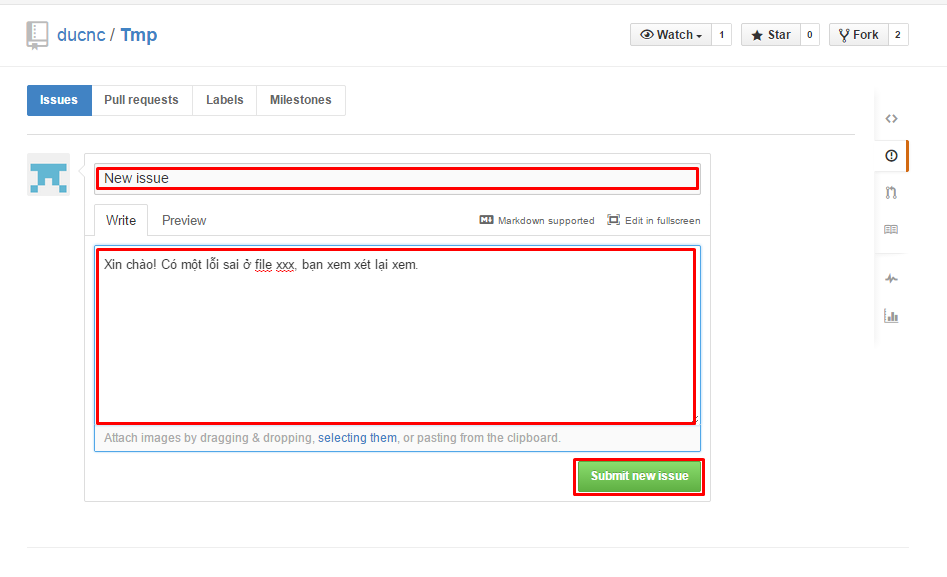 ducnc / Tmp
Watch 1 Star 0 Fork 2
Issues Pull requests Labels Milestones
New issue
Write Preview Markdown supported Edit in fullscreen
Xin chào! Có một lỗi sai ở file xxx, bạn xem xét lại xem.
Attach images by dragging & dropping, selecting them, or pasting from the clipboard.
Submit new issue